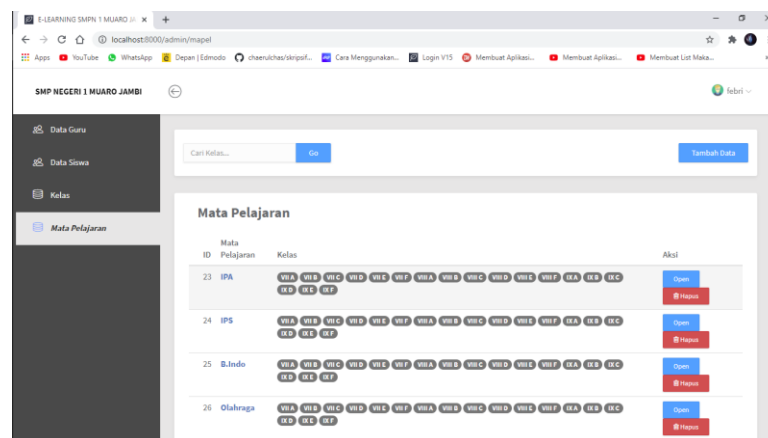 E-LEARNING SMPN 1 MUARO JA
localhost:8000/admin/mapel
Apps YouTube WhatsApp Depan | Edmodo chaerulchas/skripsif... Cara Menggunakan... Login V15 Membuat Aplikasi... Membuat Aplikasi... Membuat List Maka...
SMP NEGERI 1 MUARO JAMBI
febri
Data Guru
Data Siswa
Kelas
Mata Pelajaran
Cari Kelas... Go Tambah Data
Mata Pelajaran
ID Mata Pelajaran Kelas Aksi
23 IPA VII A VII B VII C VII D VII E VII F VIII A VIII B VIII C VIII D VIII E VIII F IX A IX B IX C Open
IX D IX E IX F Hapus
24 IPS VII A VII B VII C VII D VII E VII F VIII A VIII B VIII C VIII D VIII E VIII F IX A IX B IX C Open
IX D IX E IX F Hapus
25 B.Indo VII A VII B VII C VII D VII E VII F VIII A VIII B VIII C VIII D VIII E VIII F IX A IX B IX C Open
IX D IX E IX F Hapus
26 Olahraga VII A VII B VII C VII D VII E VII F VIII A VIII B VIII C VIII D VIII E VIII F IX A IX B IX C Open
IX D IX E IX F Hapus